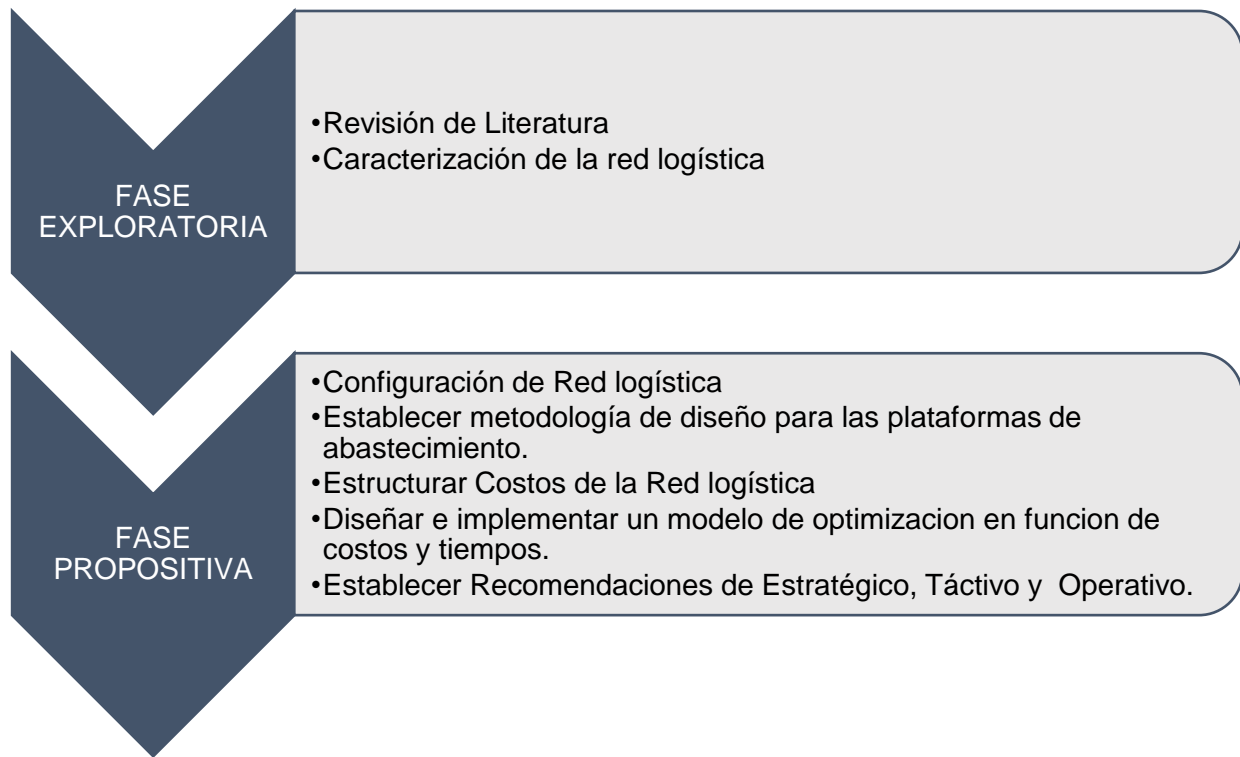 FASE
EXPLORATORIA
•Revisión de Literatura
•Caracterización de la red logística
FASE
PROPOSITIVA
•Configuración de Red logística
•Establecer metodología de diseño para las plataformas de
abastecimiento.
•Estructurar Costos de la Red logística
•Diseñar e implementar un modelo de optimizacion en funcion de
costos y tiempos.
•Establecer Recomendaciones de Estratégico, Táctivo y  Operativo.